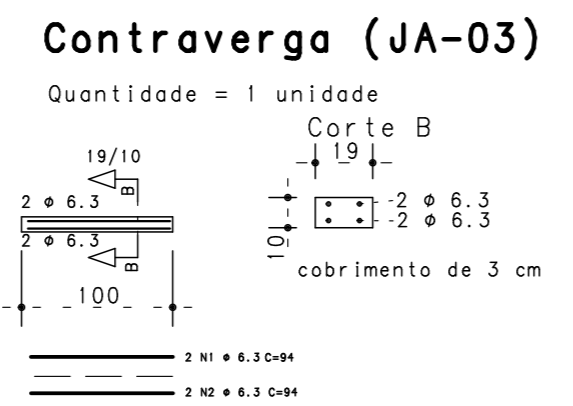 Contraverga (JA-03)
Quantidade = 1 unidade
Corte B
19/10
19
B
2 ϕ 6.3
2 ϕ 6.3
2 ϕ 6.3
2 ϕ 6.3
B
10
cobrimento de 3 cm
100
2 N1 ϕ 6.3 C=94
2 N2 ϕ 6.3 C=94